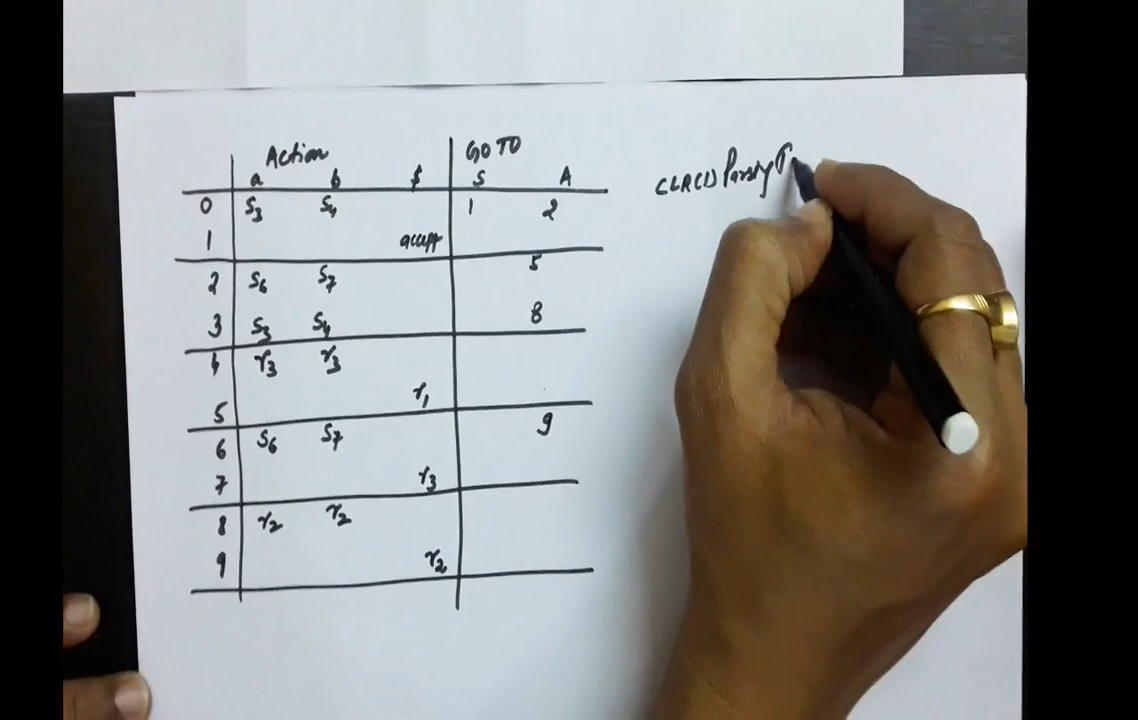 Action GOTO
a b $ S A
0 S3 S4 1 2
1 accept
2 S6 S7 5
3 S3 S4 8
4 r3 r3
5 r1
6 S6 S7 9
7 r3
8 r2 r2
9 r2
CLR(1) Parsing T